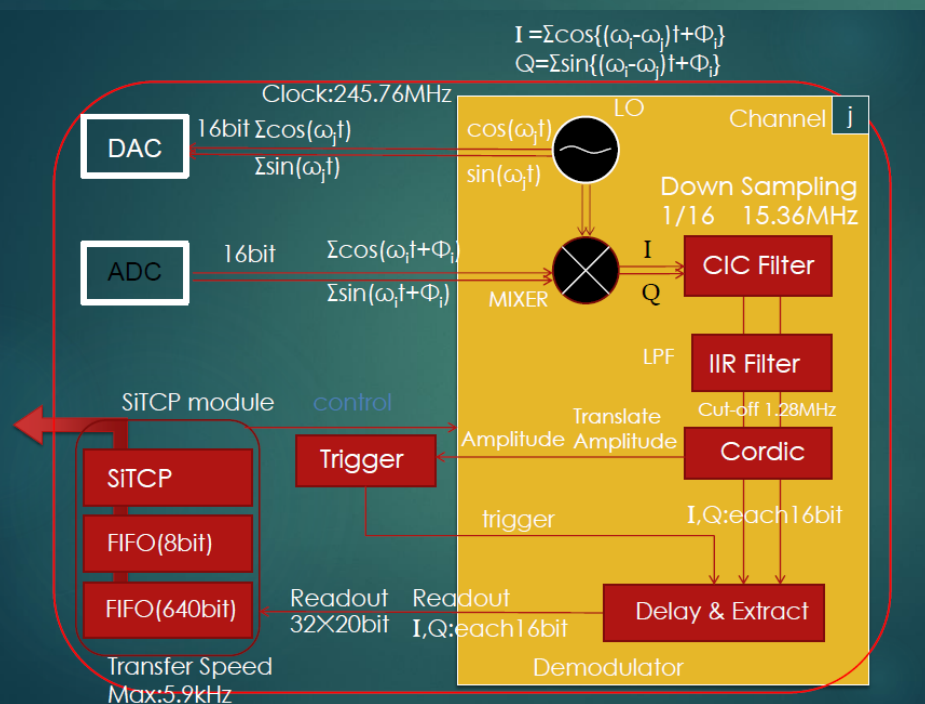 I =Σcos{(ωᵢ-ωⱼ)t+Φᵢ}
Q=Σsin{(ωᵢ-ωⱼ)t+Φᵢ}
Clock:245.76MHz
LO
Channel j
DAC
16bit Σcos(ωⱼt)
Σsin(ωⱼt)
cos(ωⱼt)
sin(ωⱼt)
Down Sampling
1/16 15.36MHz
ADC
16bit
Σcos(ωᵢt+Φᵢ)
Σsin(ωᵢt+Φᵢ)
MIXER
I
Q
CIC Filter
LPF
IIR Filter
Cut-off 1.28MHz
SiTCP module
control
Trigger
Amplitude
Translate
Amplitude
Cordic
SiTCP
FIFO(8bit)
FIFO(640bit)
trigger
I,Q:each16bit
Readout
32×20bit
Readout
I,Q:each16bit
Delay & Extract
Transfer Speed
Max:5.9kHz
Demodulator